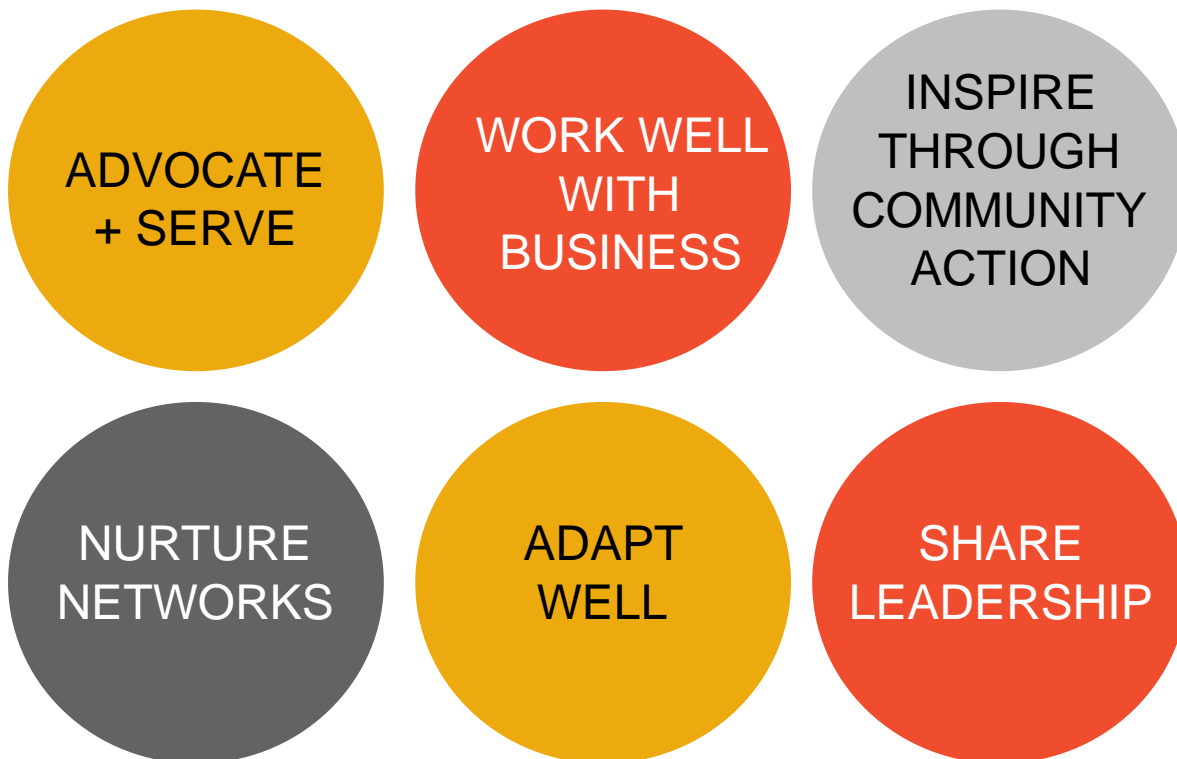 ADVOCATE
+ SERVE
WORK WELL
WITH
BUSINESS
INSPIRE
THROUGH
COMMUNITY
ACTION
NURTURE
NETWORKS
ADAPT
WELL
SHARE
LEADERSHIP